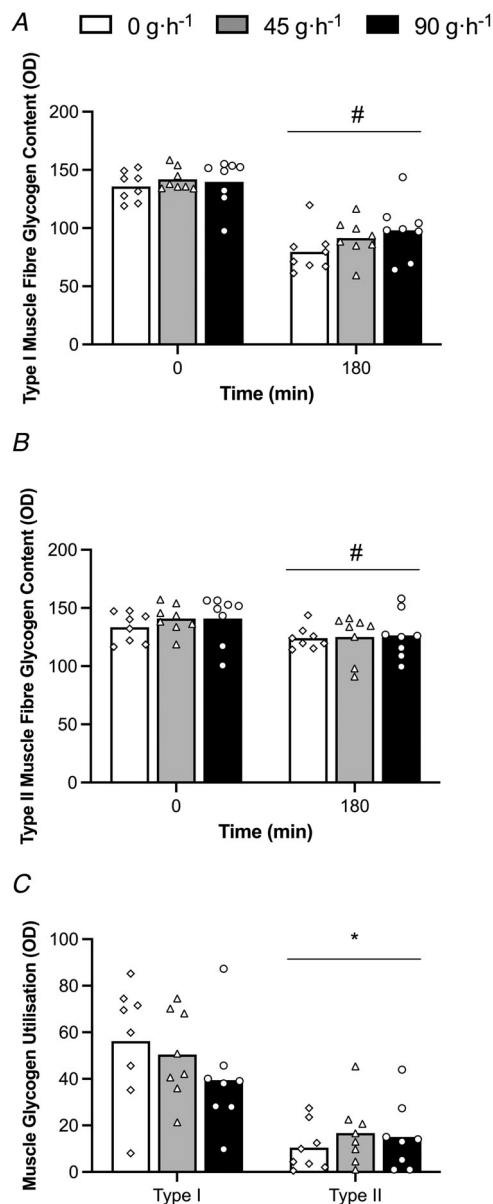 A
0 g·h⁻¹ 45 g·h⁻¹ 90 g·h⁻¹
Type I Muscle Fibre Glycogen Content (OD)
200
150
100
50
0
#
0 180
Time (min)
B
Type II Muscle Fibre Glycogen Content (OD)
200
150
100
50
0
#
0 180
Time (min)
C
Muscle Glycogen Utilisation (OD)
100
80
60
40
20
0
*
Type I Type II